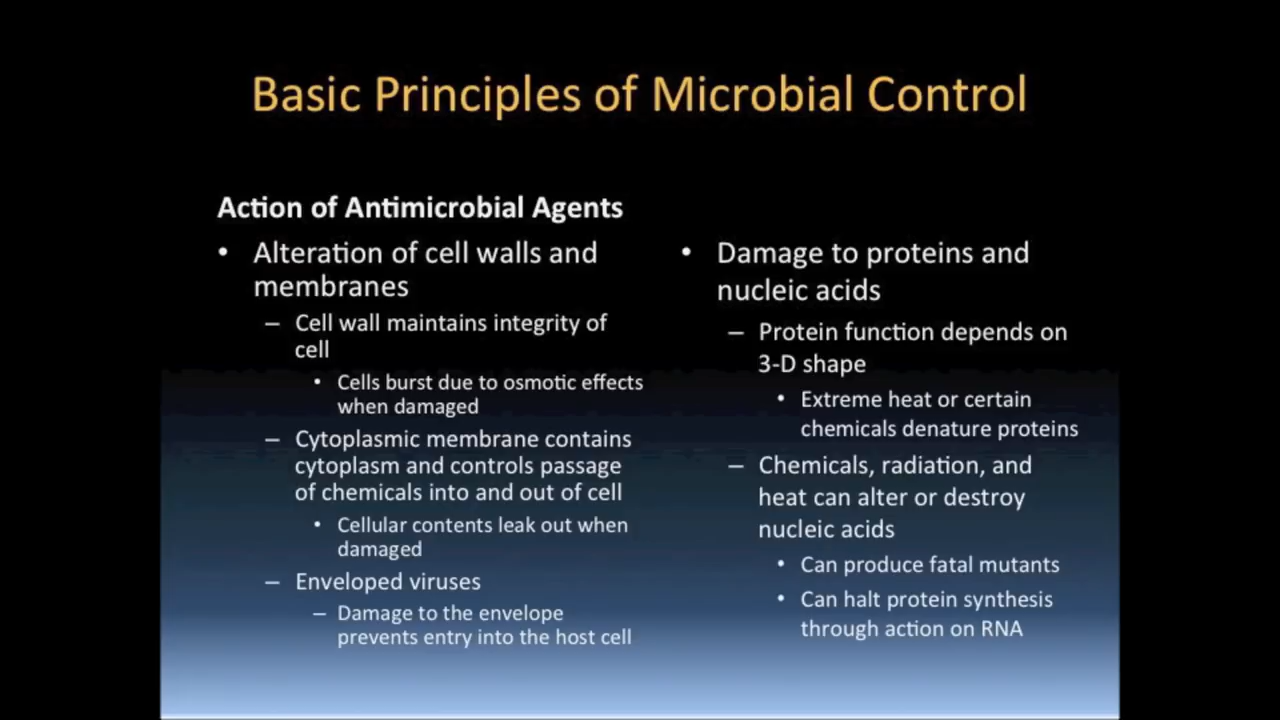 Basic Principles of Microbial Control
Action of Antimicrobial Agents
• Alteration of cell walls and
membranes
– Cell wall maintains integrity of
cell
• Cells burst due to osmotic effects
when damaged
– Cytoplasmic membrane contains
cytoplasm and controls passage
of chemicals into and out of cell
• Cellular contents leak out when
damaged
– Enveloped viruses
– Damage to the envelope
prevents entry into the host cell
• Damage to proteins and
nucleic acids
– Protein function depends on
3-D shape
• Extreme heat or certain
chemicals denature proteins
– Chemicals, radiation, and
heat can alter or destroy
nucleic acids
• Can produce fatal mutants
• Can halt protein synthesis
through action on RNA